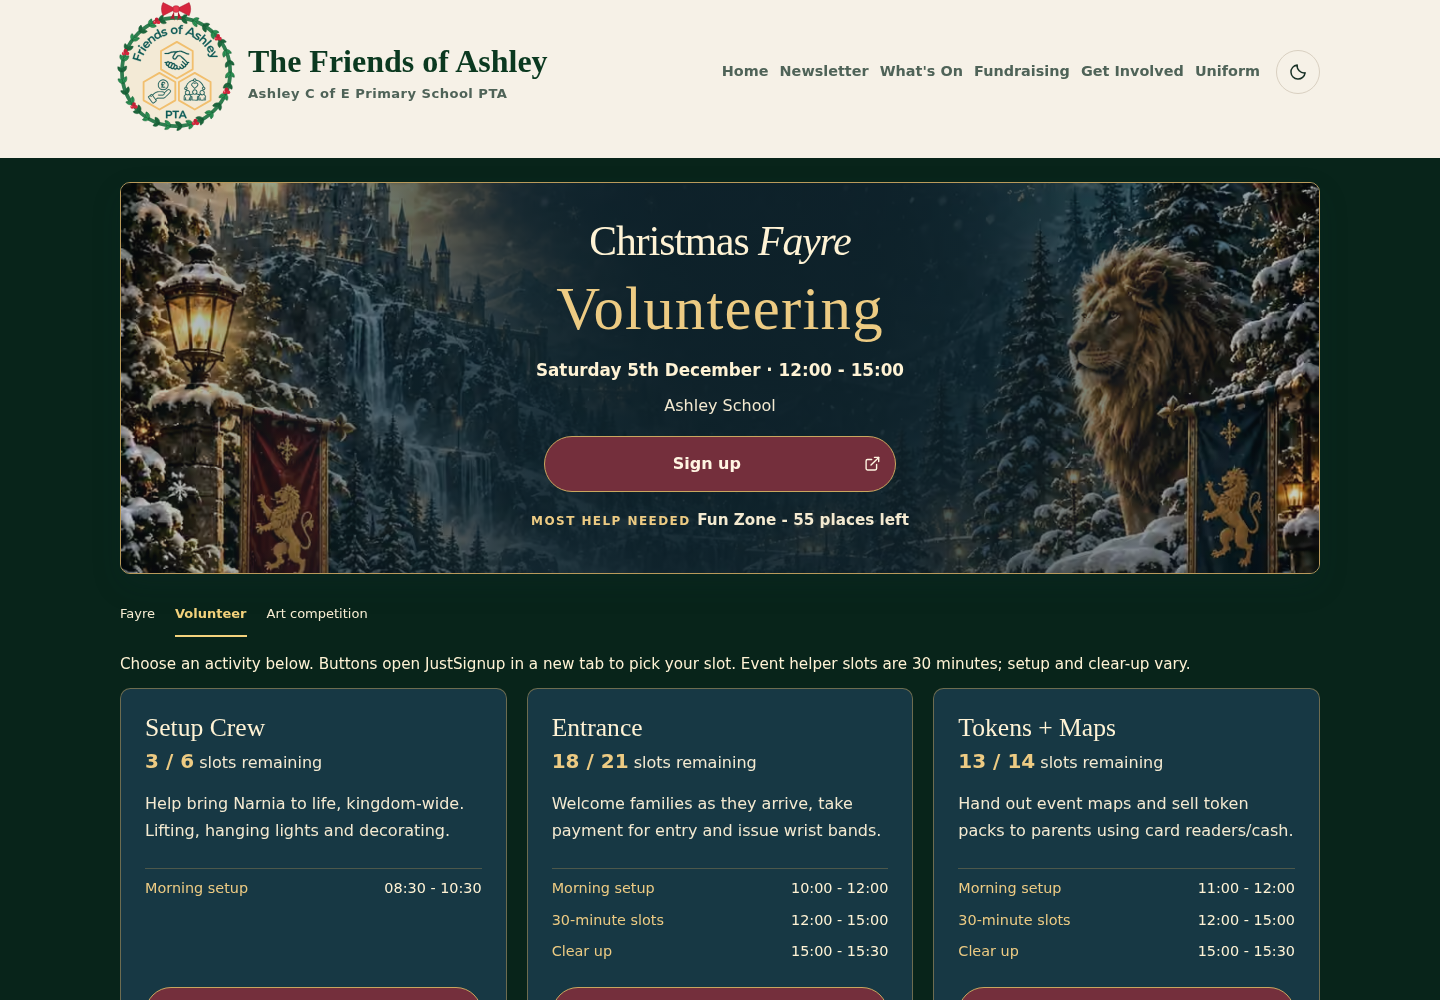 Friends of Ashley
PTA
The Friends of Ashley
Ashley C of E Primary School PTA
Home Newsletter What's On Fundraising Get Involved Uniform
Christmas Fayre
Volunteering
Saturday 5th December · 12:00 - 15:00
Ashley School
Sign up
MOST HELP NEEDED Fun Zone - 55 places left
Fayre Volunteer Art competition
Choose an activity below. Buttons open JustSignup in a new tab to pick your slot. Event helper slots are 30 minutes; setup and clear-up vary.
Setup Crew
3 / 6 slots remaining
Help bring Narnia to life, kingdom-wide.
Lifting, hanging lights and decorating.
Morning setup 08:30 - 10:30
Entrance
18 / 21 slots remaining
Welcome families as they arrive, take
payment for entry and issue wrist bands.
Morning setup 10:00 - 12:00
30-minute slots 12:00 - 15:00
Clear up 15:00 - 15:30
Tokens + Maps
13 / 14 slots remaining
Hand out event maps and sell token
packs to parents using card readers/cash.
Morning setup 11:00 - 12:00
30-minute slots 12:00 - 15:00
Clear up 15:00 - 15:30